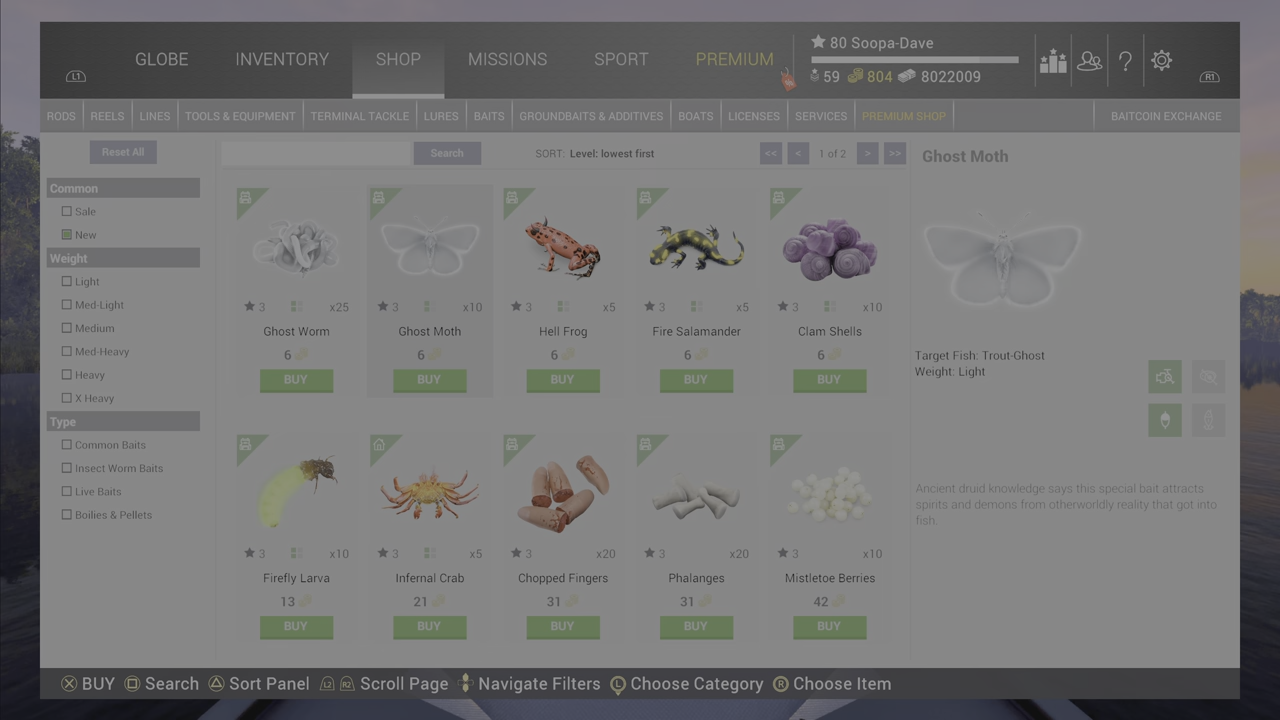 GLOBE INVENTORY SHOP MISSIONS SPORT PREMIUM
80 Soopa-Dave
59 804 8022009
L1
R1
RODS REELS LINES TOOLS & EQUIPMENT TERMINAL TACKLE LURES BAITS GROUNDBAITS & ADDITIVES BOATS LICENSES SERVICES PREMIUM SHOP BAITCOIN EXCHANGE
Reset All
Search
SORT: Level: lowest first
<< < 1 of 2 > >>
Common
Sale
New
Weight
Light
Med-Light
Medium
Med-Heavy
Heavy
X Heavy
Type
Common Baits
Insect Worm Baits
Live Baits
Boilies & Pellets
3 x25 3 x10 3 x5 3 x5 3 x10
Ghost Worm Ghost Moth Hell Frog Fire Salamander Clam Shells
6 6 6 6 6
BUY BUY BUY BUY BUY
3 x10 3 x5 3 x20 3 x20 3 x10
Firefly Larva Infernal Crab Chopped Fingers Phalanges Mistletoe Berries
13 21 31 31 42
BUY BUY BUY BUY BUY
Ghost Moth
Target Fish: Trout-Ghost
Weight: Light
Ancient druid knowledge says this special bait attracts
spirits and demons from otherworldly reality that got into
fish.
BUY Search Sort Panel L2 R2 Scroll Page Navigate Filters L Choose Category R Choose Item